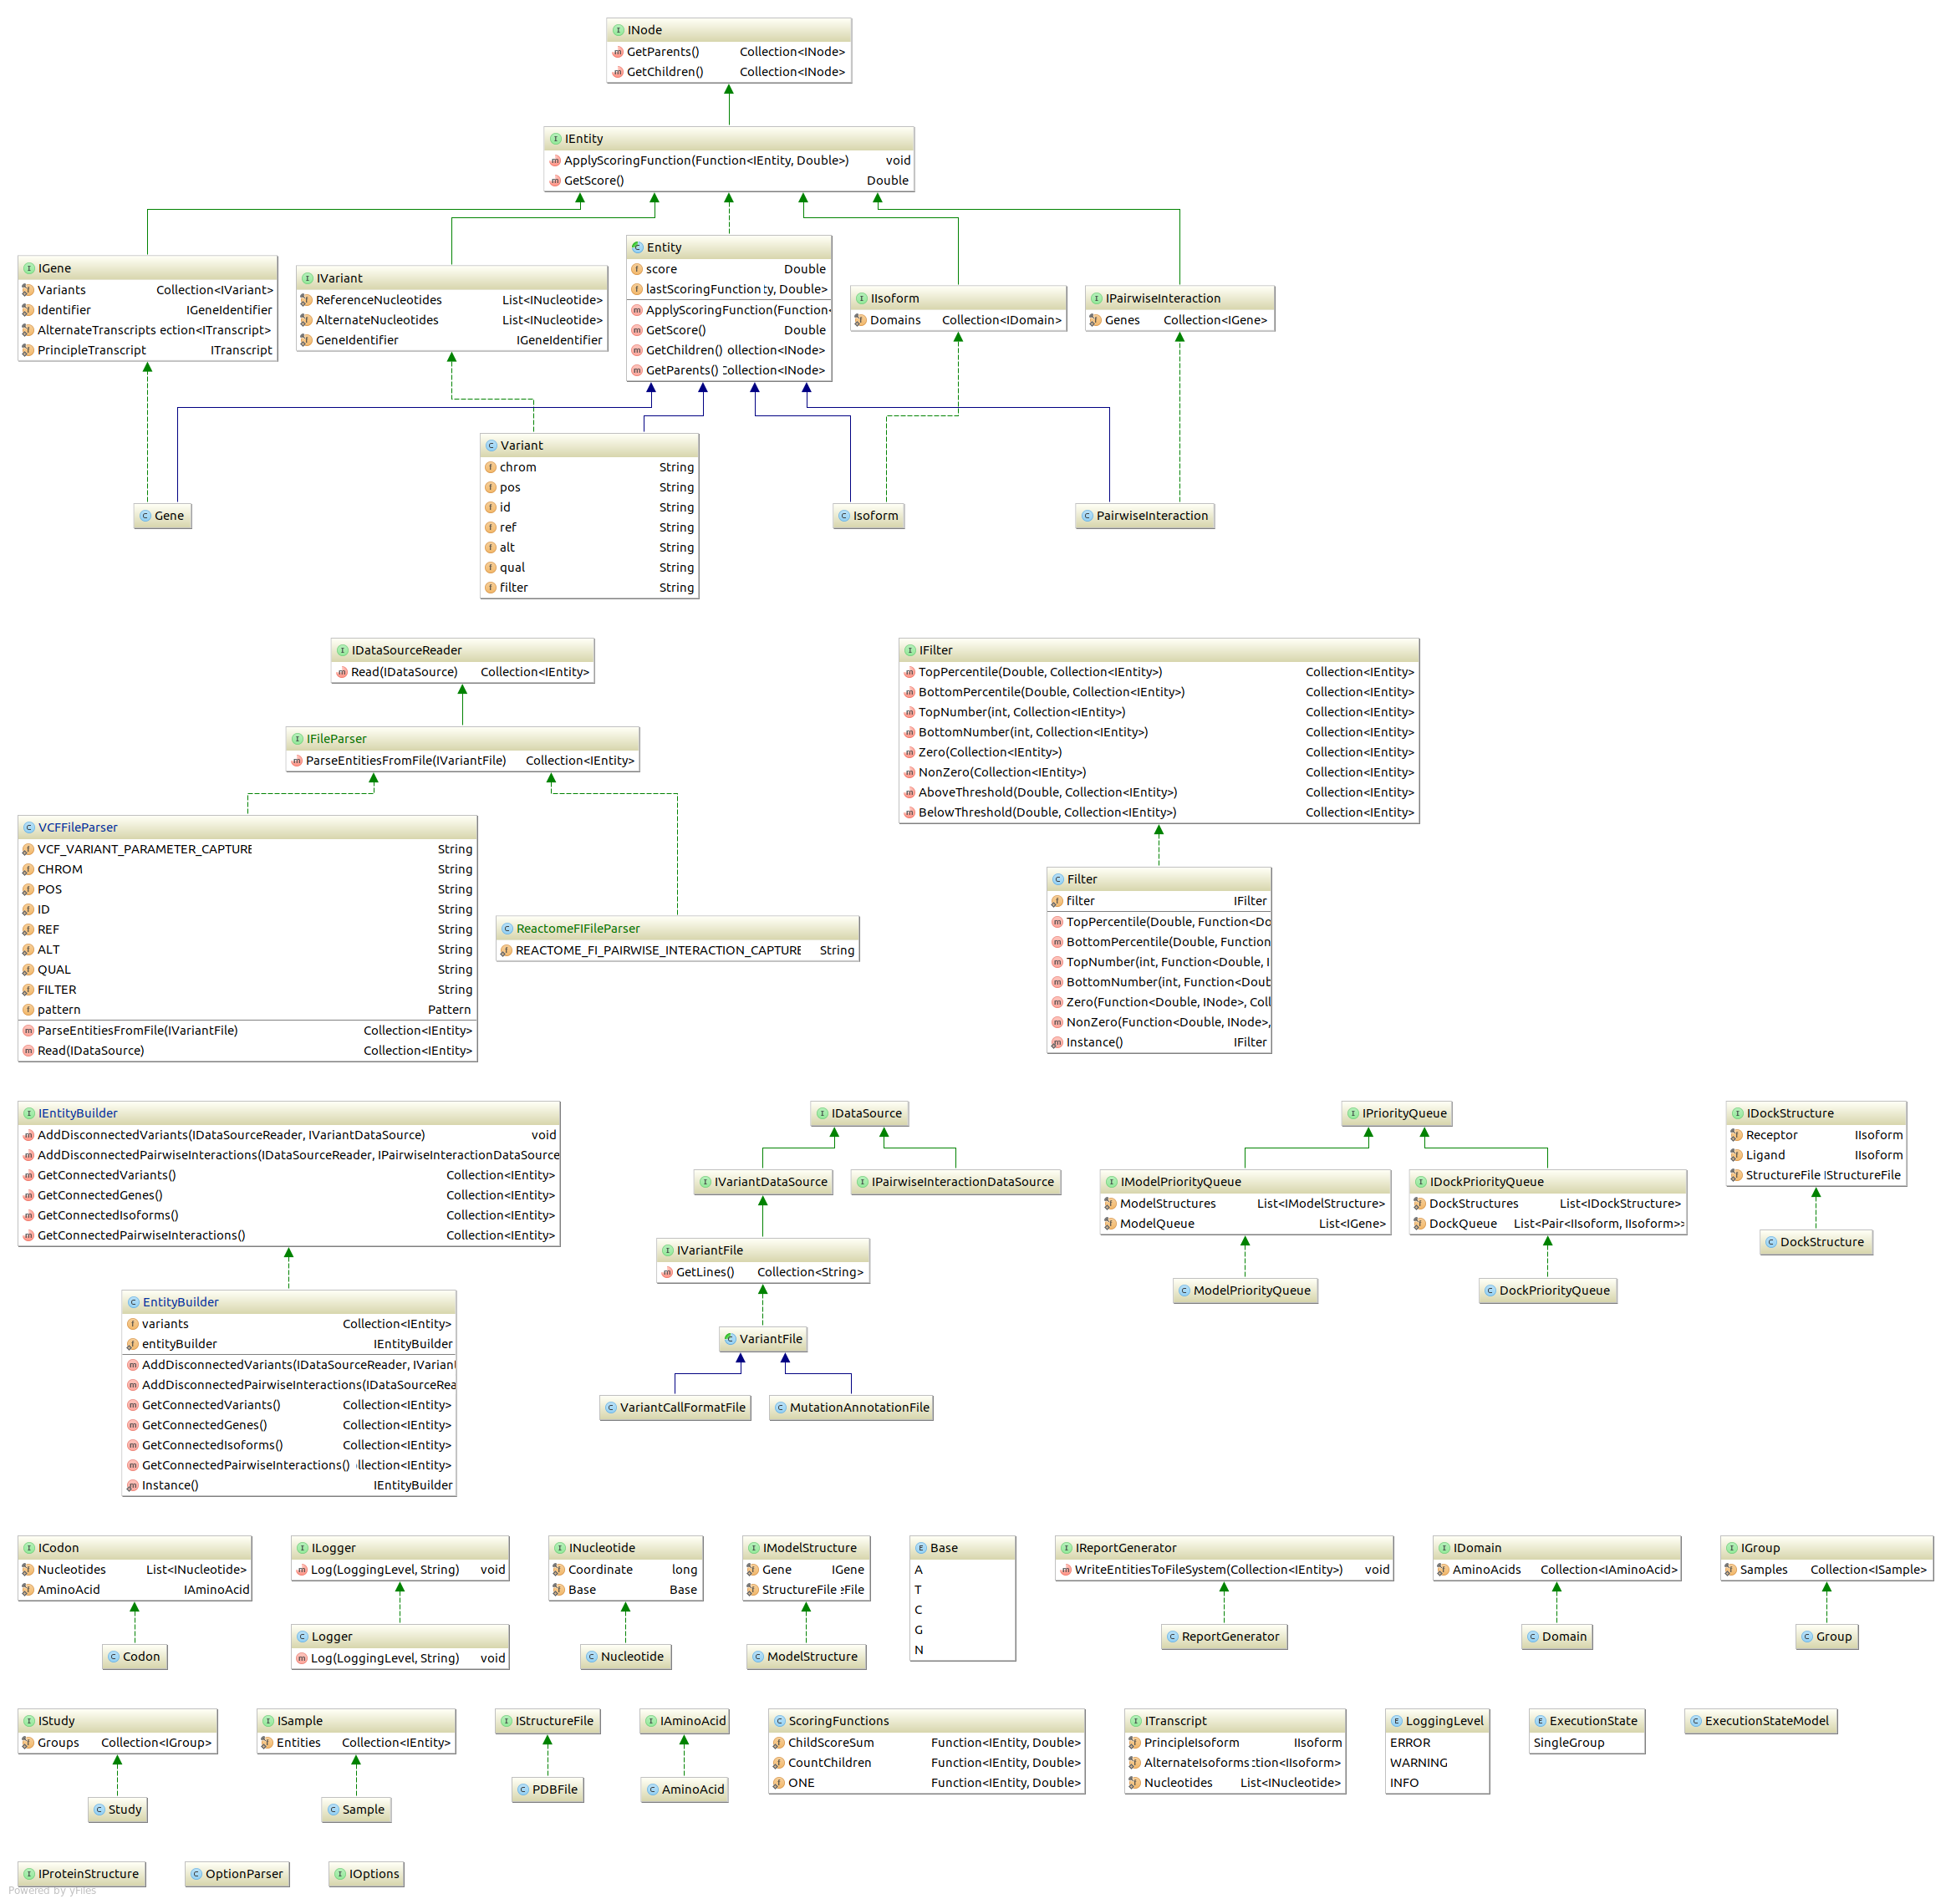 INode
GetParents() Collection<INode>
GetChildren() Collection<INode>
IEntity
ApplyScoringFunction(Function<IEntity, Double>) void
GetScore() Double
IGene
Variants Collection<IVariant>
Identifier IGeneIdentifier
AlternateTranscripts ection<ITranscript>
PrincipleTranscript ITranscript
IVariant
ReferenceNucleotides List<INucleotide>
AlternateNucleotides List<INucleotide>
GeneIdentifier IGeneIdentifier
Entity
score Double
lastScoringFunction ty, Double>
ApplyScoringFunction(Function<
GetScore() Double
GetChildren() ollection<INode>
GetParents() Collection<INode>
IIsoform
Domains Collection<IDomain>
IPairwiseInteraction
Genes Collection<IGene>
Variant
chrom String
pos String
id String
ref String
alt String
qual String
filter String
Gene
Isoform
PairwiseInteraction
IDataSourceReader
Read(IDataSource) Collection<IEntity>
IFileParser
ParseEntitiesFromFile(IVariantFile) Collection<IEntity>
VCFFileParser
VCF_VARIANT_PARAMETER_CAPTURE String
CHROM String
POS String
ID String
REF String
ALT String
QUAL String
FILTER String
pattern Pattern
ParseEntitiesFromFile(IVariantFile) Collection<IEntity>
Read(IDataSource) Collection<IEntity>
ReactomeFIFileParser
REACTOME_FI_PAIRWISE_INTERACTION_CAPTURE String
IFilter
TopPercentile(Double, Collection<IEntity>) Collection<IEntity>
BottomPercentile(Double, Collection<IEntity>) Collection<IEntity>
TopNumber(int, Collection<IEntity>) Collection<IEntity>
BottomNumber(int, Collection<IEntity>) Collection<IEntity>
Zero(Collection<IEntity>) Collection<IEntity>
NonZero(Collection<IEntity>) Collection<IEntity>
AboveThreshold(Double, Collection<IEntity>) Collection<IEntity>
BelowThreshold(Double, Collection<IEntity>) Collection<IEntity>
Filter
filter IFilter
TopPercentile(Double, Function<Do
BottomPercentile(Double, Function
TopNumber(int, Function<Double, I
BottomNumber(int, Function<Doub
Zero(Function<Double, INode>, Coll
NonZero(Function<Double, INode>,
Instance() IFilter
IEntityBuilder
AddDisconnectedVariants(IDataSourceReader, IVariantDataSource) void
AddDisconnectedPairwiseInteractions(IDataSourceReader, IPairwiseInteractionDataSource
GetConnectedVariants() Collection<IEntity>
GetConnectedGenes() Collection<IEntity>
GetConnectedIsoforms() Collection<IEntity>
GetConnectedPairwiseInteractions() Collection<IEntity>
EntityBuilder
variants Collection<IEntity>
entityBuilder IEntityBuilder
AddDisconnectedVariants(IDataSourceReader, IVariant
AddDisconnectedPairwiseInteractions(IDataSourceRea
GetConnectedVariants() Collection<IEntity>
GetConnectedGenes() Collection<IEntity>
GetConnectedIsoforms() Collection<IEntity>
GetConnectedPairwiseInteractions() llection<IEntity>
Instance() IEntityBuilder
IDataSource
IVariantDataSource
IPairwiseInteractionDataSource
IVariantFile
GetLines() Collection<String>
VariantFile
VariantCallFormatFile
MutationAnnotationFile
IPriorityQueue
IModelPriorityQueue
ModelStructures List<IModelStructure>
ModelQueue List<IGene>
IDockPriorityQueue
DockStructures List<IDockStructure>
DockQueue List<Pair<IIsoform, IIsoform>>
ModelPriorityQueue
DockPriorityQueue
IDockStructure
Receptor IIsoform
Ligand IIsoform
StructureFile IStructureFile
DockStructure
ICodon
Nucleotides List<INucleotide>
AminoAcid IAminoAcid
Codon
ILogger
Log(LoggingLevel, String) void
Logger
Log(LoggingLevel, String) void
INucleotide
Coordinate long
Base Base
Nucleotide
IModelStructure
Gene IGene
StructureFile eFile
ModelStructure
Base
A
T
C
G
N
IReportGenerator
WriteEntitiesToFileSystem(Collection<IEntity>) void
ReportGenerator
IDomain
AminoAcids Collection<IAminoAcid>
Domain
IGroup
Samples Collection<ISample>
Group
IStudy
Groups Collection<IGroup>
Study
ISample
Entities Collection<IEntity>
Sample
IStructureFile
PDBFile
IAminoAcid
AminoAcid
ScoringFunctions
ChildScoreSum Function<IEntity, Double>
CountChildren Function<IEntity, Double>
ONE Function<IEntity, Double>
ITranscript
PrincipleIsoform IIsoform
AlternateIsoforms ction<IIsoform>
Nucleotides List<INucleotide>
LoggingLevel
ERROR
WARNING
INFO
ExecutionState
SingleGroup
ExecutionStateModel
IProteinStructure
OptionParser
IOptions
Powered by yFiles